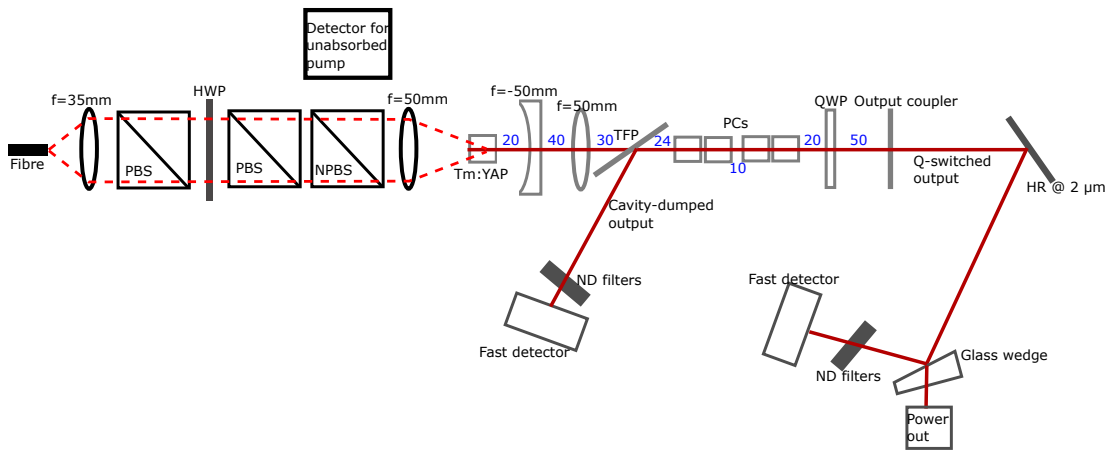 Detector for
unabsorbed
pump
HWP
f=35mm
f=50mm
f=-50mm
f=50mm
QWP
Output coupler
PCs
TFP
20
40
30
24
10
20
50
Fibre
PBS
PBS
NPBS
Tm:YAP
Q-switched
output
HR @ 2 µm
Cavity-dumped
output
ND filters
Fast detector
Fast detector
ND filters
Glass wedge
Power
out